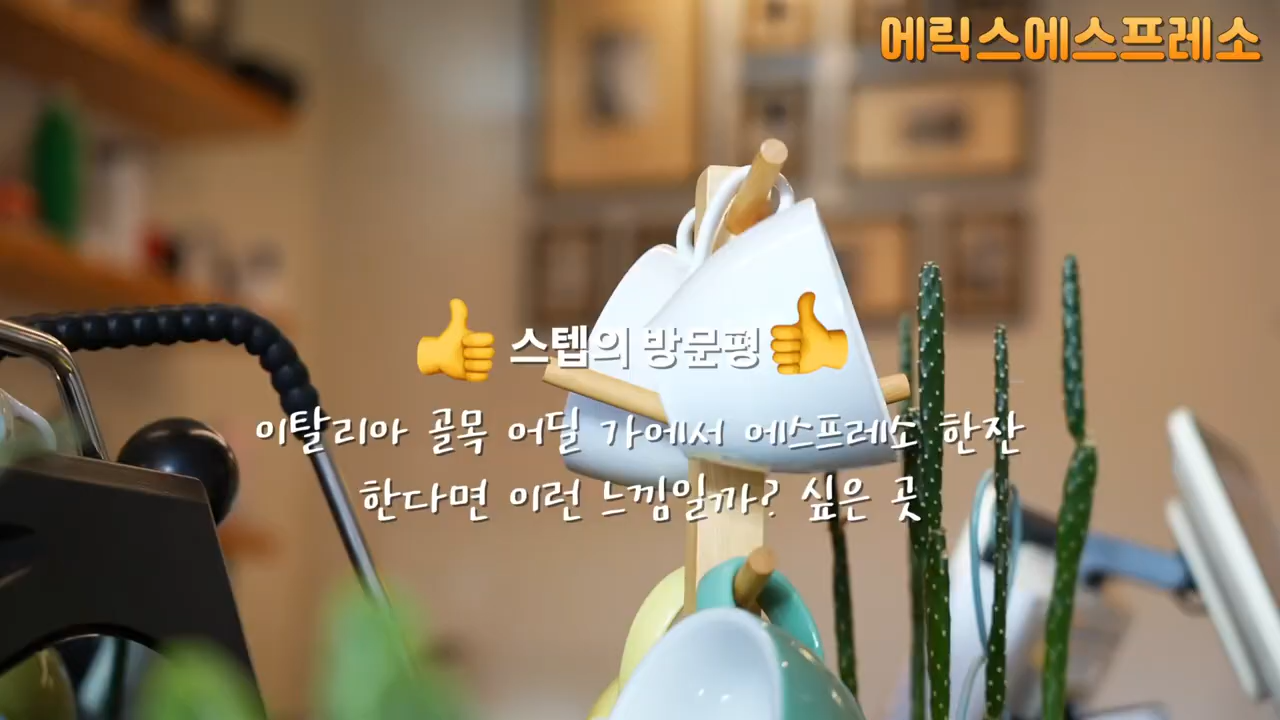 에릭스에스프레소
👍 스텝의 방문평 👍
이탈리아 골목 어딜 가에서 에스프레소 한잔
한다면 이런 느낌일까? 싶은 곳